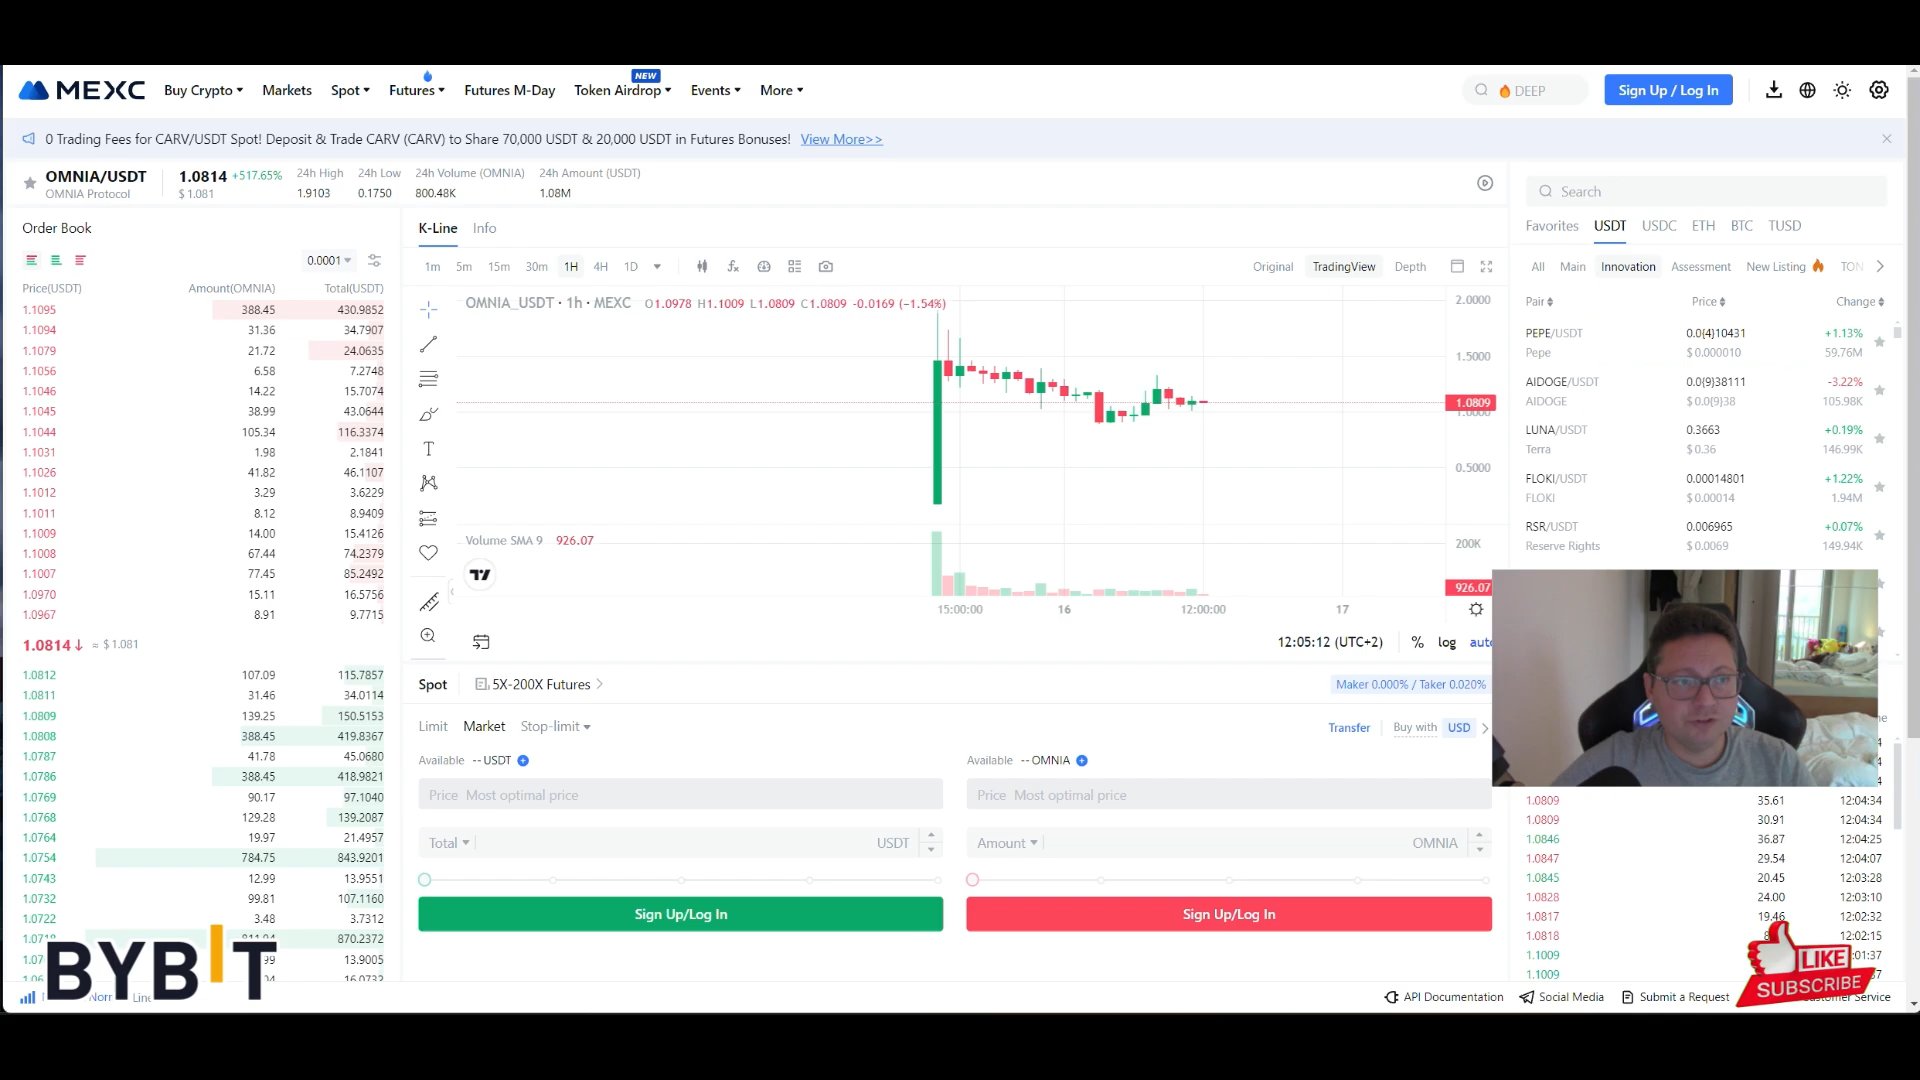 MEXC Buy Crypto Markets Spot Futures Futures M-Day Token Airdrop NEW Events More DEEP Sign Up / Log In
0 Trading Fees for CARV/USDT Spot! Deposit & Trade CARV (CARV) to Share 70,000 USDT & 20,000 USDT in Futures Bonuses! View More>>
OMNIA/USDT 1.0814 +517.65% 24h High 24h Low 24h Volume (OMNIA) 24h Amount (USDT)
OMNIA Protocol $ 1.081 1.9103 0.1750 800.48K 1.08M
Order Book
0.0001
Price(USDT) Amount(OMNIA) Total(USDT)
1.1095 388.45 430.9852
1.1094 31.36 34.7907
1.1079 21.72 24.0635
1.1056 6.58 7.2748
1.1046 14.22 15.7074
1.1045 38.99 43.0644
1.1044 105.34 116.3374
1.1031 1.98 2.1841
1.1026 41.82 46.1107
1.1012 3.29 3.6229
1.1011 8.12 8.9409
1.1009 14.00 15.4126
1.1008 67.44 74.2379
1.1007 77.45 85.2492
1.0970 15.11 16.5756
1.0967 8.91 9.7715
1.0814↓ ≈ $ 1.081
1.0812 107.09 115.7857
1.0811 31.46 34.0114
1.0809 139.25 150.5153
1.0808 388.45 419.8367
1.0787 41.78 45.0680
1.0786 388.45 418.9821
1.0769 90.17 97.1040
1.0768 129.28 139.2087
1.0764 19.97 21.4957
1.0754 784.75 843.9201
1.0743 12.99 13.9551
1.0732 99.81 107.1160
1.0722 3.48 3.7312
870.2372
13.9005
16.0732
BYBIT
K-Line Info
1m 5m 15m 30m 1H 4H 1D Original TradingView Depth
OMNIA_USDT · 1h · MEXC O1.0978 H1.1009 L1.0809 C1.0809 -0.0169 (−1.54%)
2.0000
1.5000
1.0809
1.0000
0.5000
Volume SMA 9 926.07
200K
926.07
15:00:00 16 12:00:00 17
12:05:12 (UTC+2) % log auto
Spot 5X-200X Futures Maker 0.000% / Taker 0.020%
Limit Market Stop-limit Transfer Buy with USD
Available -- USDT Available -- OMNIA
Price Most optimal price Price Most optimal price
Total USDT Amount OMNIA
Sign Up/Log In Sign Up/Log In
Search
Favorites USDT USDC ETH BTC TUSD
All Main Innovation Assessment New Listing TON
Pair Price Change
PEPE/USDT 0.0{4}10431 +1.13%
Pepe $ 0.000010 59.76M
AIDOGE/USDT 0.0{9}38111 -3.22%
AIDOGE $ 0.0{9}38 105.98K
LUNA/USDT 0.3663 +0.19%
Terra $ 0.36 146.99K
FLOKI/USDT 0.00014801 +1.22%
FLOKI $ 0.00014 1.94M
RSR/USDT 0.006965 +0.07%
Reserve Rights $ 0.0069 149.94K
1.0809 35.61 12:04:34
1.0809 30.91 12:04:34
1.0846 36.87 12:04:25
1.0847 29.54 12:04:07
1.0845 20.45 12:03:28
1.0828 24.00 12:03:10
1.0817 19.46 12:02:32
1.0818 12:02:15
1.1009
1.1009
LIKE
SUBSCRIBE
API Documentation Social Media Submit a Request Customer Service